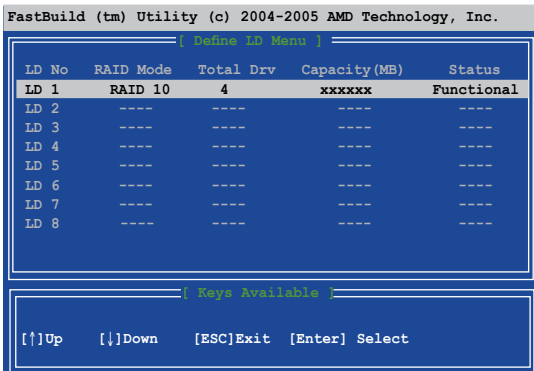 FastBuild (tm) Utility (c) 2004-2005 AMD Technology, Inc.
[ Define LD Menu ]
LD No RAID Mode Total Drv Capacity(MB) Status
LD 1 RAID 10 4 xxxxxx Functional
LD 2 ---- ---- ---- ----
LD 3 ---- ---- ---- ----
LD 4 ---- ---- ---- ----
LD 5 ---- ---- ---- ----
LD 6 ---- ---- ---- ----
LD 7 ---- ---- ---- ----
LD 8 ---- ---- ---- ----
[ Keys Available ]
[↑]Up [↓]Down [ESC]Exit [Enter] Select